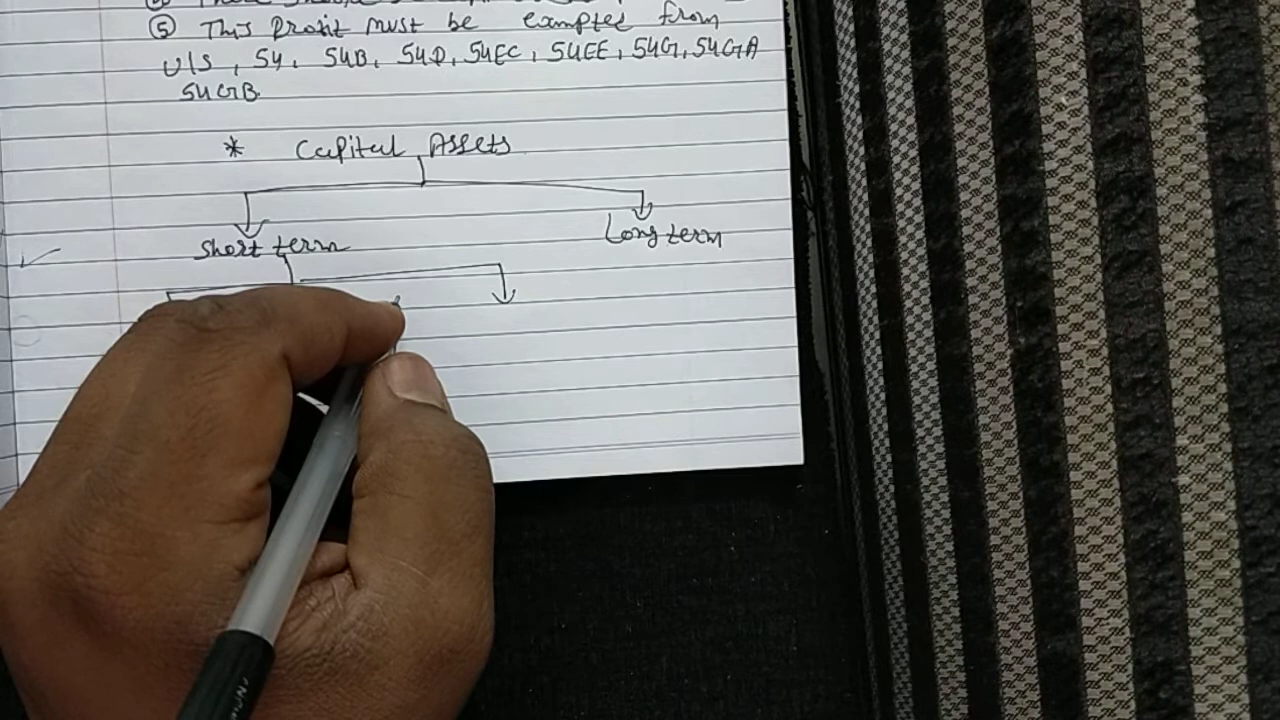 ⑤ This Profit must be exampted from
U/S, 54, 54B, 54D, 54EC, 54EE, 54G, 54GA
54GB.
* Capital Assets
Short term
Long term